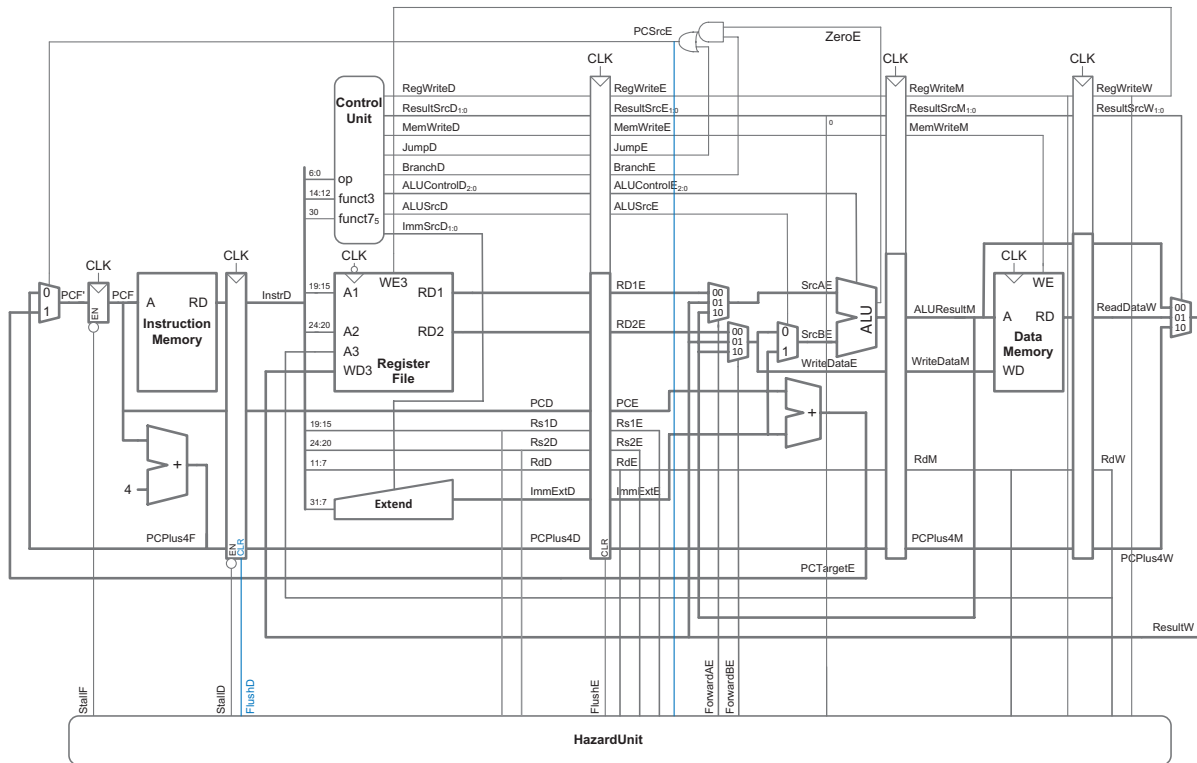 PCSrcE
ZeroE
CLK
CLK
CLK
Control
Unit
RegWriteD
RegWriteE
RegWriteM
RegWriteW
ResultSrcD1:0
ResultSrcE1:0
ResultSrcM1:0
ResultSrcW1:0
0
MemWriteD
MemWriteE
MemWriteM
JumpD
JumpE
BranchD
BranchE
6:0
op
ALUControlD2:0
ALUControlE2:0
14:12
funct3
ALUSrcD
ALUSrcE
30
funct75
ImmSrcD1:0
CLK
CLK
CLK
CLK
0
1
PCF'
PCF
EN
A
RD
Instruction
Memory
InstrD
19:15
A1
WE3
RD1
RD1E
00
01
10
SrcAE
ALU
ALUResultM
WE
A
RD
Data
Memory
WD
ReadDataW
00
01
10
24:20
A2
RD2
RD2E
00
01
10
0
1
SrcBE
A3
WD3
Register
File
WriteDataE
WriteDataM
PCD
PCE
+
19:15
Rs1D
Rs1E
24:20
Rs2D
Rs2E
11:7
RdD
RdE
RdM
RdW
+
4
31:7
Extend
ImmExtD
ImmExtE
PCPlus4F
PCPlus4D
PCPlus4M
PCPlus4W
EN
CLR
CLR
PCTargetE
ResultW
StallF
StallD
FlushD
FlushE
ForwardAE
ForwardBE
HazardUnit